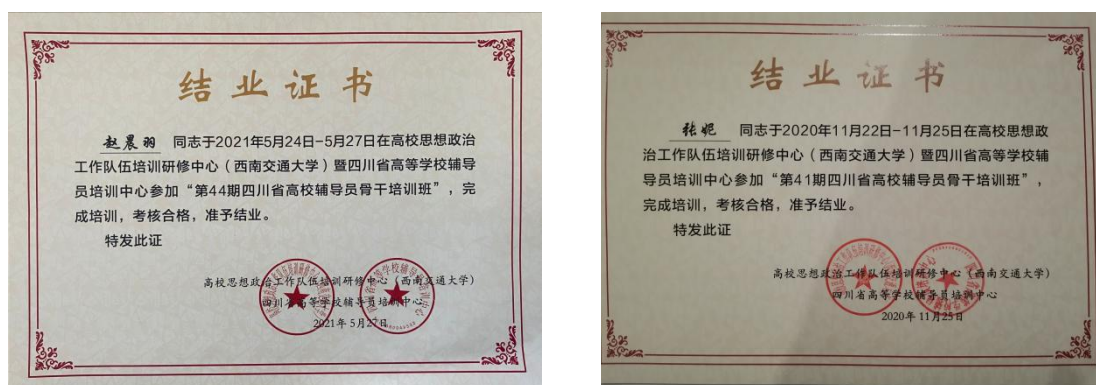 结业证书
赵晨羽 同志于2021年5月24日-5月27日在高校思想政治
工作队伍培训研修中心（西南交通大学）暨四川省高等学校辅导
员培训中心参加“第44期四川省高校辅导员骨干培训班”，完
成培训，考核合格，准予结业。
特发此证
高校思想政治工作队伍培训研修中心（西南交通大学）
四川省高等学校辅导员培训中心
2021年5月27日
结业证书
张妮 同志于2020年11月22日-11月25日在高校思想政
治工作队伍培训研修中心（西南交通大学）暨四川省高等学校辅
导员培训中心参加“第41期四川省高校辅导员骨干培训班”，
完成培训，考核合格，准予结业。
特发此证
高校思想政治工作队伍培训研修中心（西南交通大学）
四川省高等学校辅导员培训中心
2020年11月25日